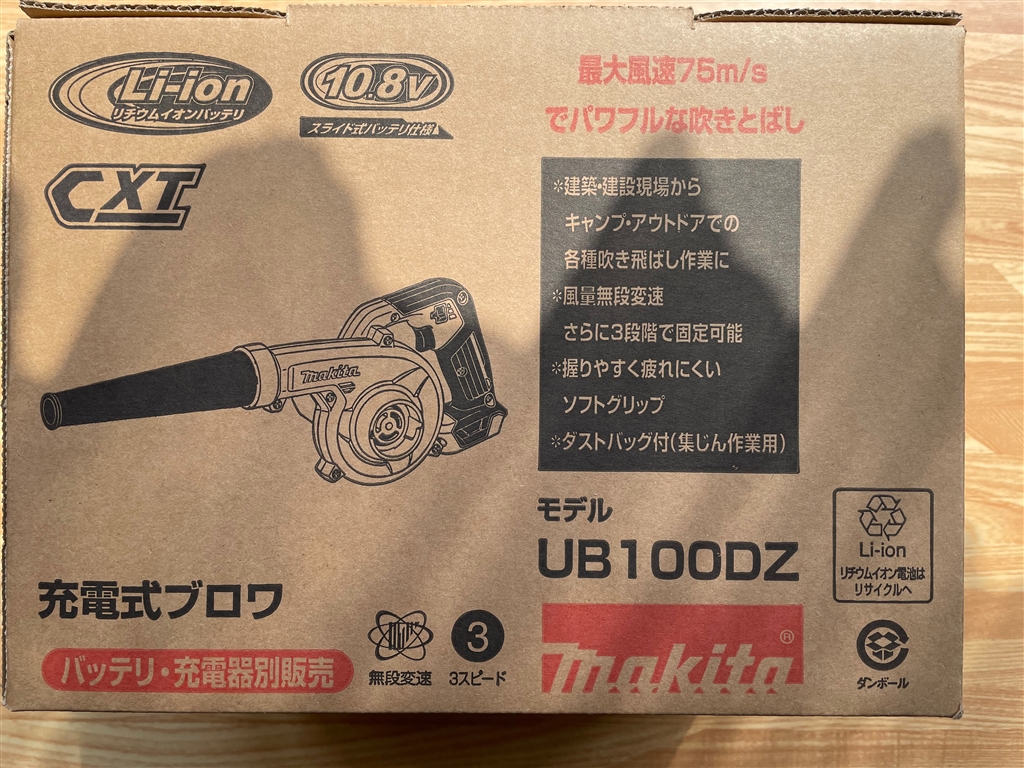 Li-ion
リチウムイオンバッテリ
10.8V
スライド式バッテリ仕様
CXT
最大風速75m/s
でパワフルな吹きとばし
※建築・建設現場から
キャンプ・アウトドアでの
各種吹き飛ばし作業に
※風量無段変速
さらに3段階で固定可能
※握りやすく疲れにくい
ソフトグリップ
※ダストバッグ付(集じん作業用)
makita
モデル
UB100DZ
充電式ブロワ
バッテリ・充電器別販売
無段変速
3
3スピード
makita®
Li-ion
リチウムイオン電池は
リサイクルへ
ダンボール